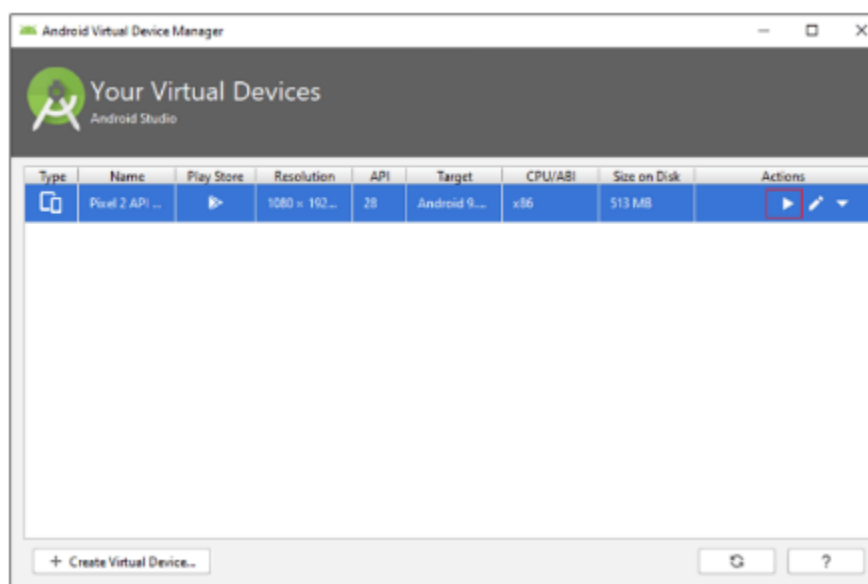 Android Virtual Device Manager
Your Virtual Devices
Android Studio
Type Name Play Store Resolution API Target CPU/ABI Size on Disk Actions
Pixel 2 API ... 1080 × 192... 28 Android 9.... x86 513 MB
+ Create Virtual Device... ?